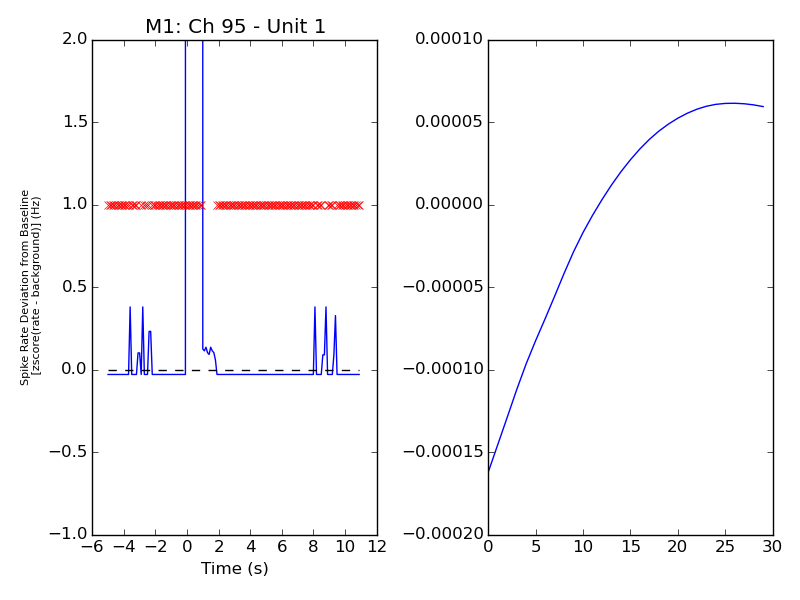 M1: Ch 95 - Unit 1
2.0
1.5
1.0
0.5
0.0
−0.5
−1.0
−6 −4 −2 0 2 4 6 8 10 12
Time (s)
Spike Rate Deviation from Baseline
[zscore(rate - background)] (Hz)
0.00010
0.00005
0.00000
−0.00005
−0.00010
−0.00015
−0.00020
0 5 10 15 20 25 30